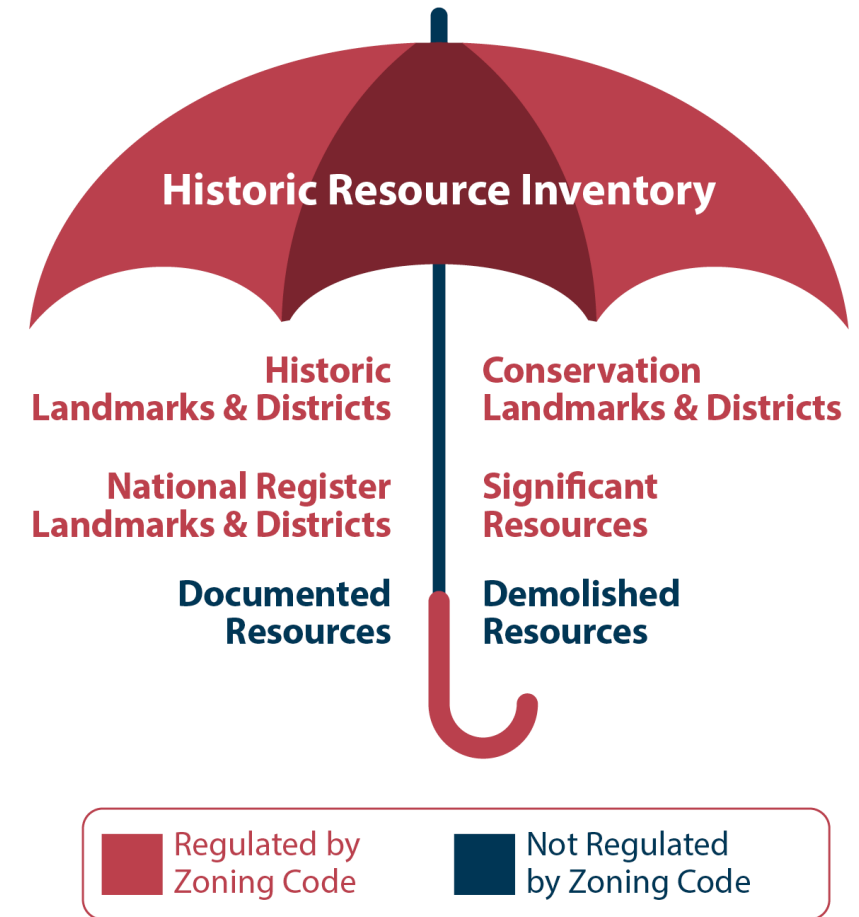 Historic Resource Inventory
Historic
Landmarks & Districts
Conservation
Landmarks & Districts
National Register
Landmarks & Districts
Significant
Resources
Documented
Resources
Demolished
Resources
Regulated by
Zoning Code
Not Regulated
by Zoning Code